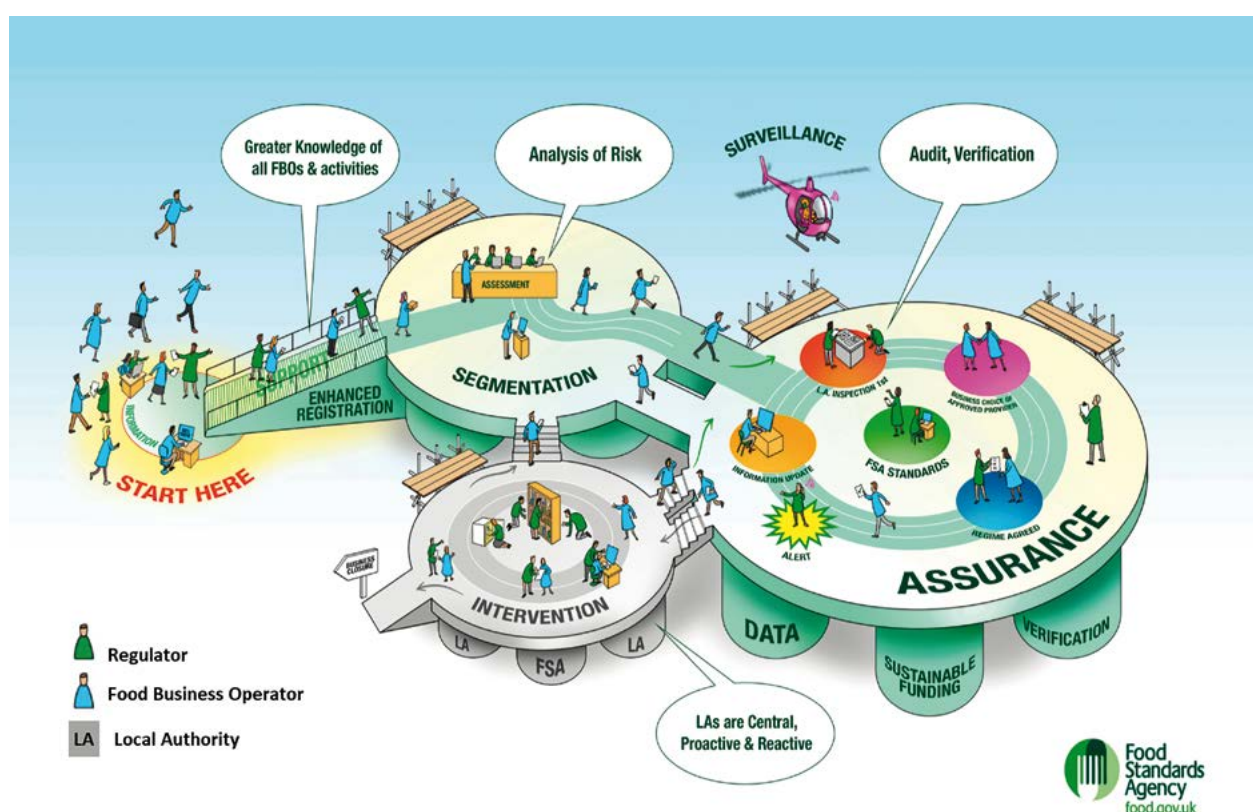 Greater Knowledge of
all FBOs & activities
Analysis of Risk
SURVEILLANCE
Audit, Verification
ASSESSMENT
SEGMENTATION
SUPPORT
ENHANCED
REGISTRATION
INFORMATION
START HERE
L.A. INSPECTION 1st
BUSINESS CHOICE OF
APPROVED PROVIDER
FSA STANDARDS
INFORMATION UPDATE
REGIME AGREED
ALERT
ASSURANCE
BUSINESS
CLOSURE
INTERVENTION
LA
FSA
LA
DATA
SUSTAINABLE
FUNDING
VERIFICATION
LAs are Central,
Proactive & Reactive
Regulator
Food Business Operator
LA Local Authority
Food
Standards
Agency
food.gov.uk